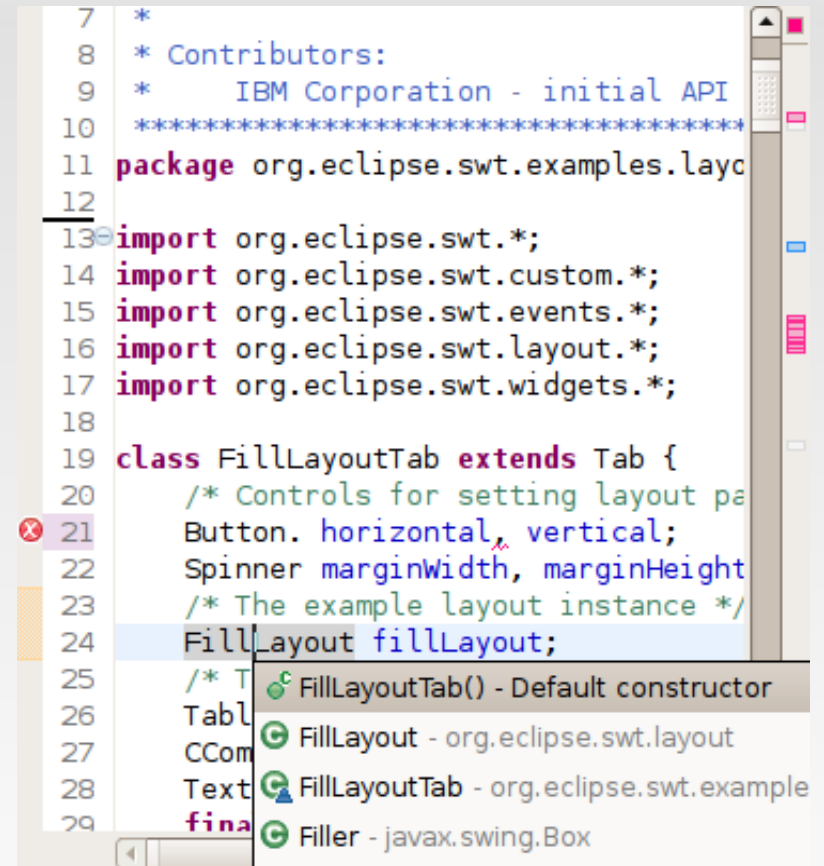 7 *
8 * Contributors:
9 *     IBM Corporation - initial API
10 ************************************
11 package org.eclipse.swt.examples.layo
12
13 import org.eclipse.swt.*;
14 import org.eclipse.swt.custom.*;
15 import org.eclipse.swt.events.*;
16 import org.eclipse.swt.layout.*;
17 import org.eclipse.swt.widgets.*;
18
19 class FillLayoutTab extends Tab {
20     /* Controls for setting layout pa
21     Button. horizontal, vertical;
22     Spinner marginWidth, marginHeight
23     /* The example layout instance */
24     FillLayout fillLayout;
25     /* T
FillLayoutTab() - Default constructor
26     Tabl
27     CCom
FillLayout - org.eclipse.swt.layout
28     Text
FillLayoutTab - org.eclipse.swt.example
29     fina
Filler - javax.swing.Box